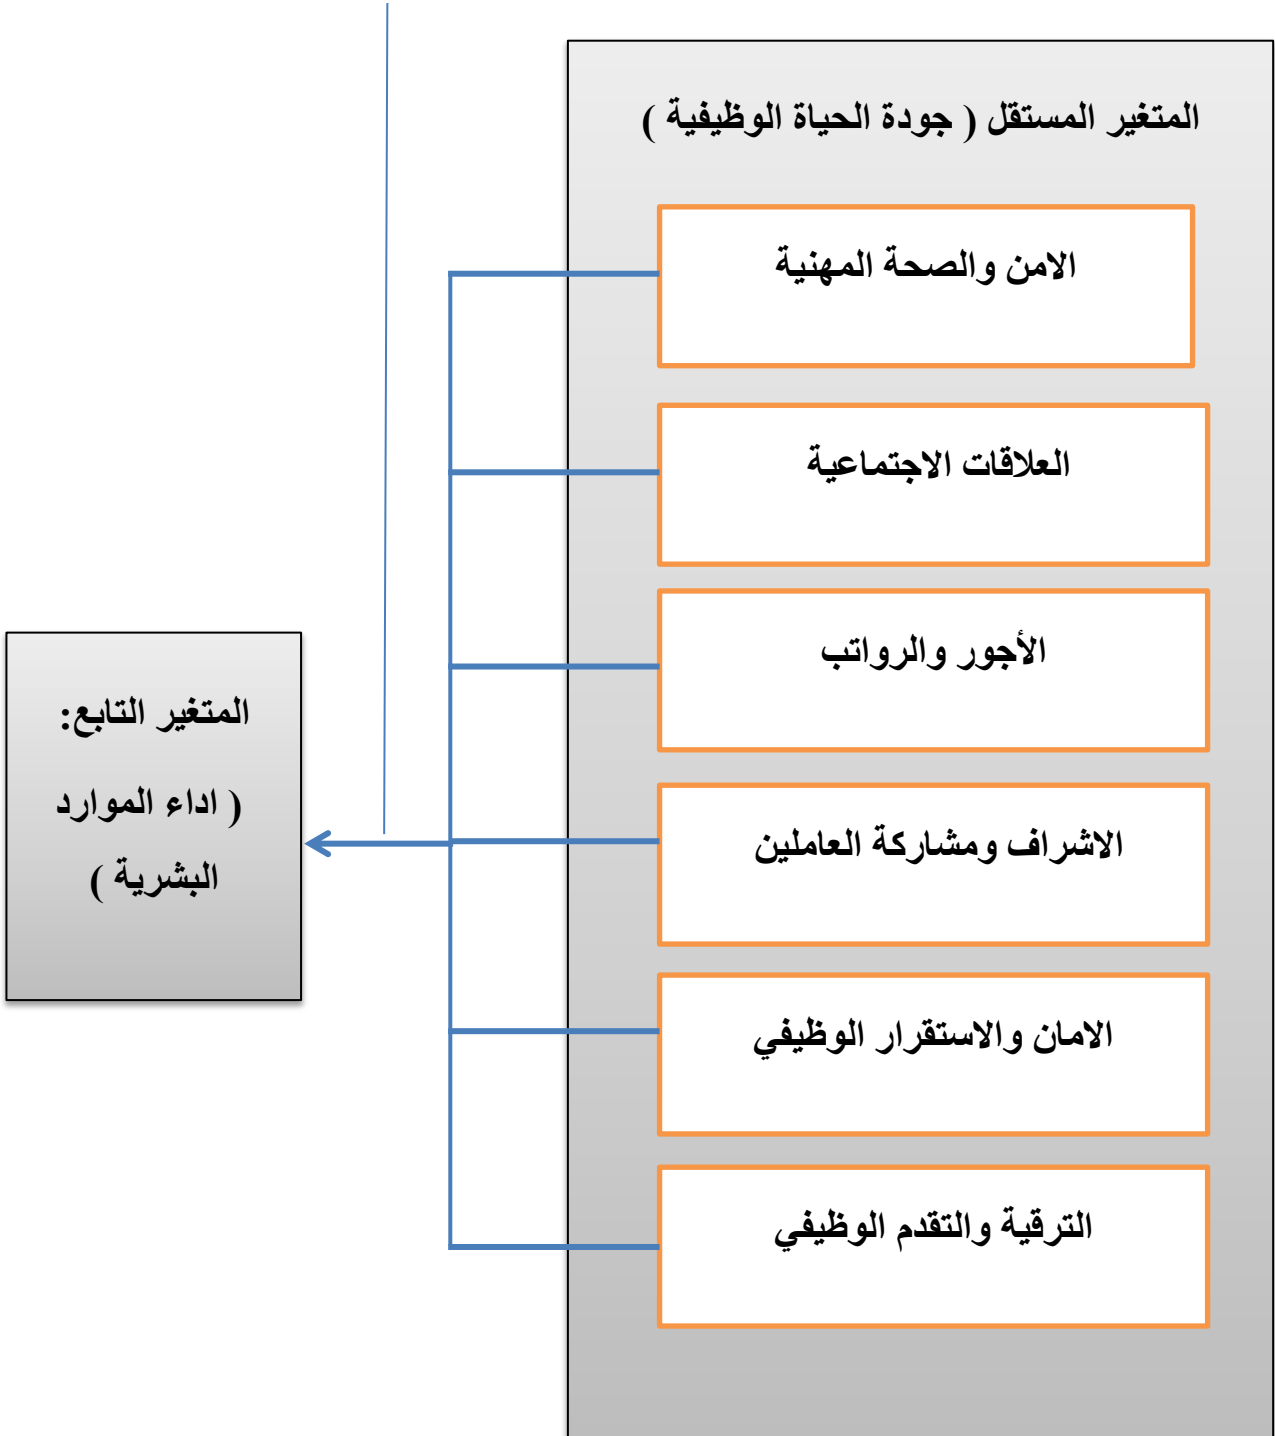 المتغير المستقل ( جودة الحياة الوظيفية )
الامن والصحة المهنية
العلاقات الاجتماعية
الأجور والرواتب
الاشراف ومشاركة العاملين
الامان والاستقرار الوظيفي
الترقية والتقدم الوظيفي
المتغير التابع:
( اداء الموارد
البشرية )